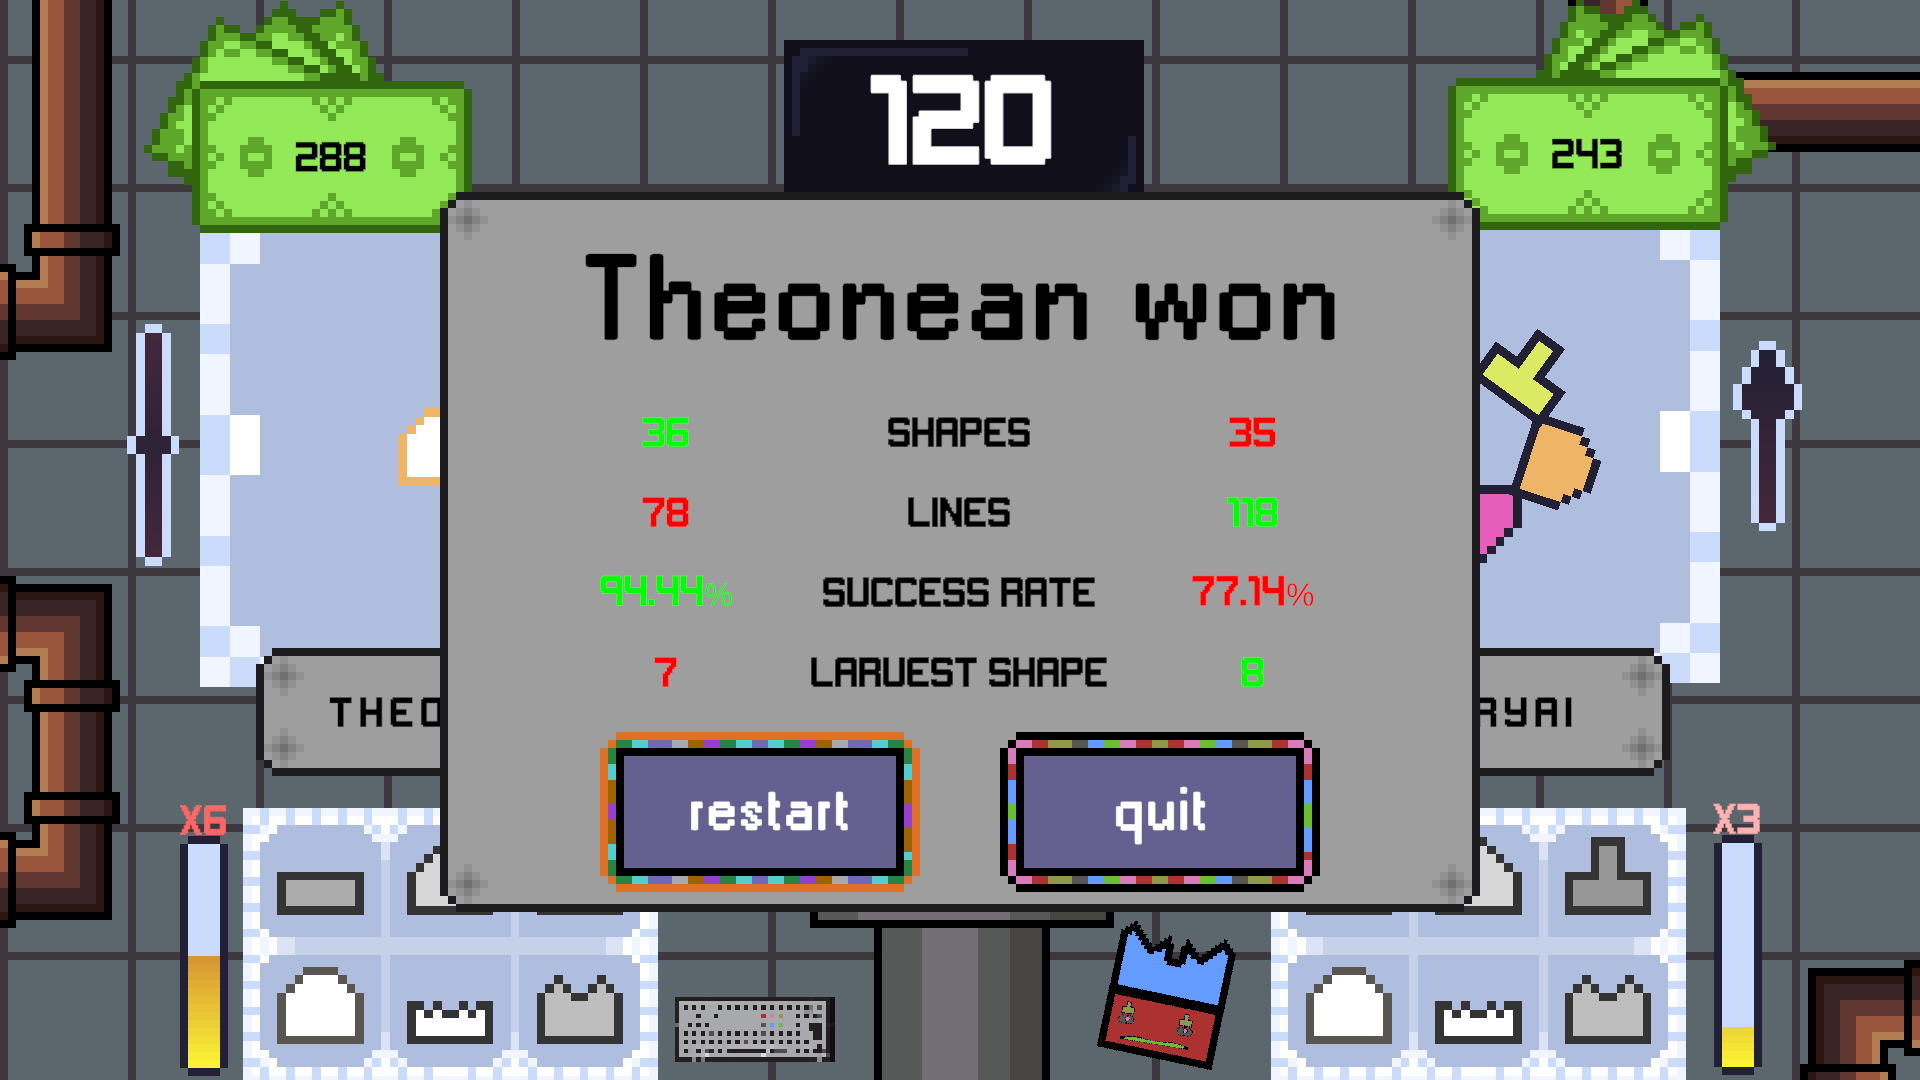 120
288
243
Theonean won
36 SHAPES 35
78 LINES 118
94.44% SUCCESS RATE 77.14%
7 LARUEST SHAPE 8
THEO
RYAI
restart quit
X6
X3